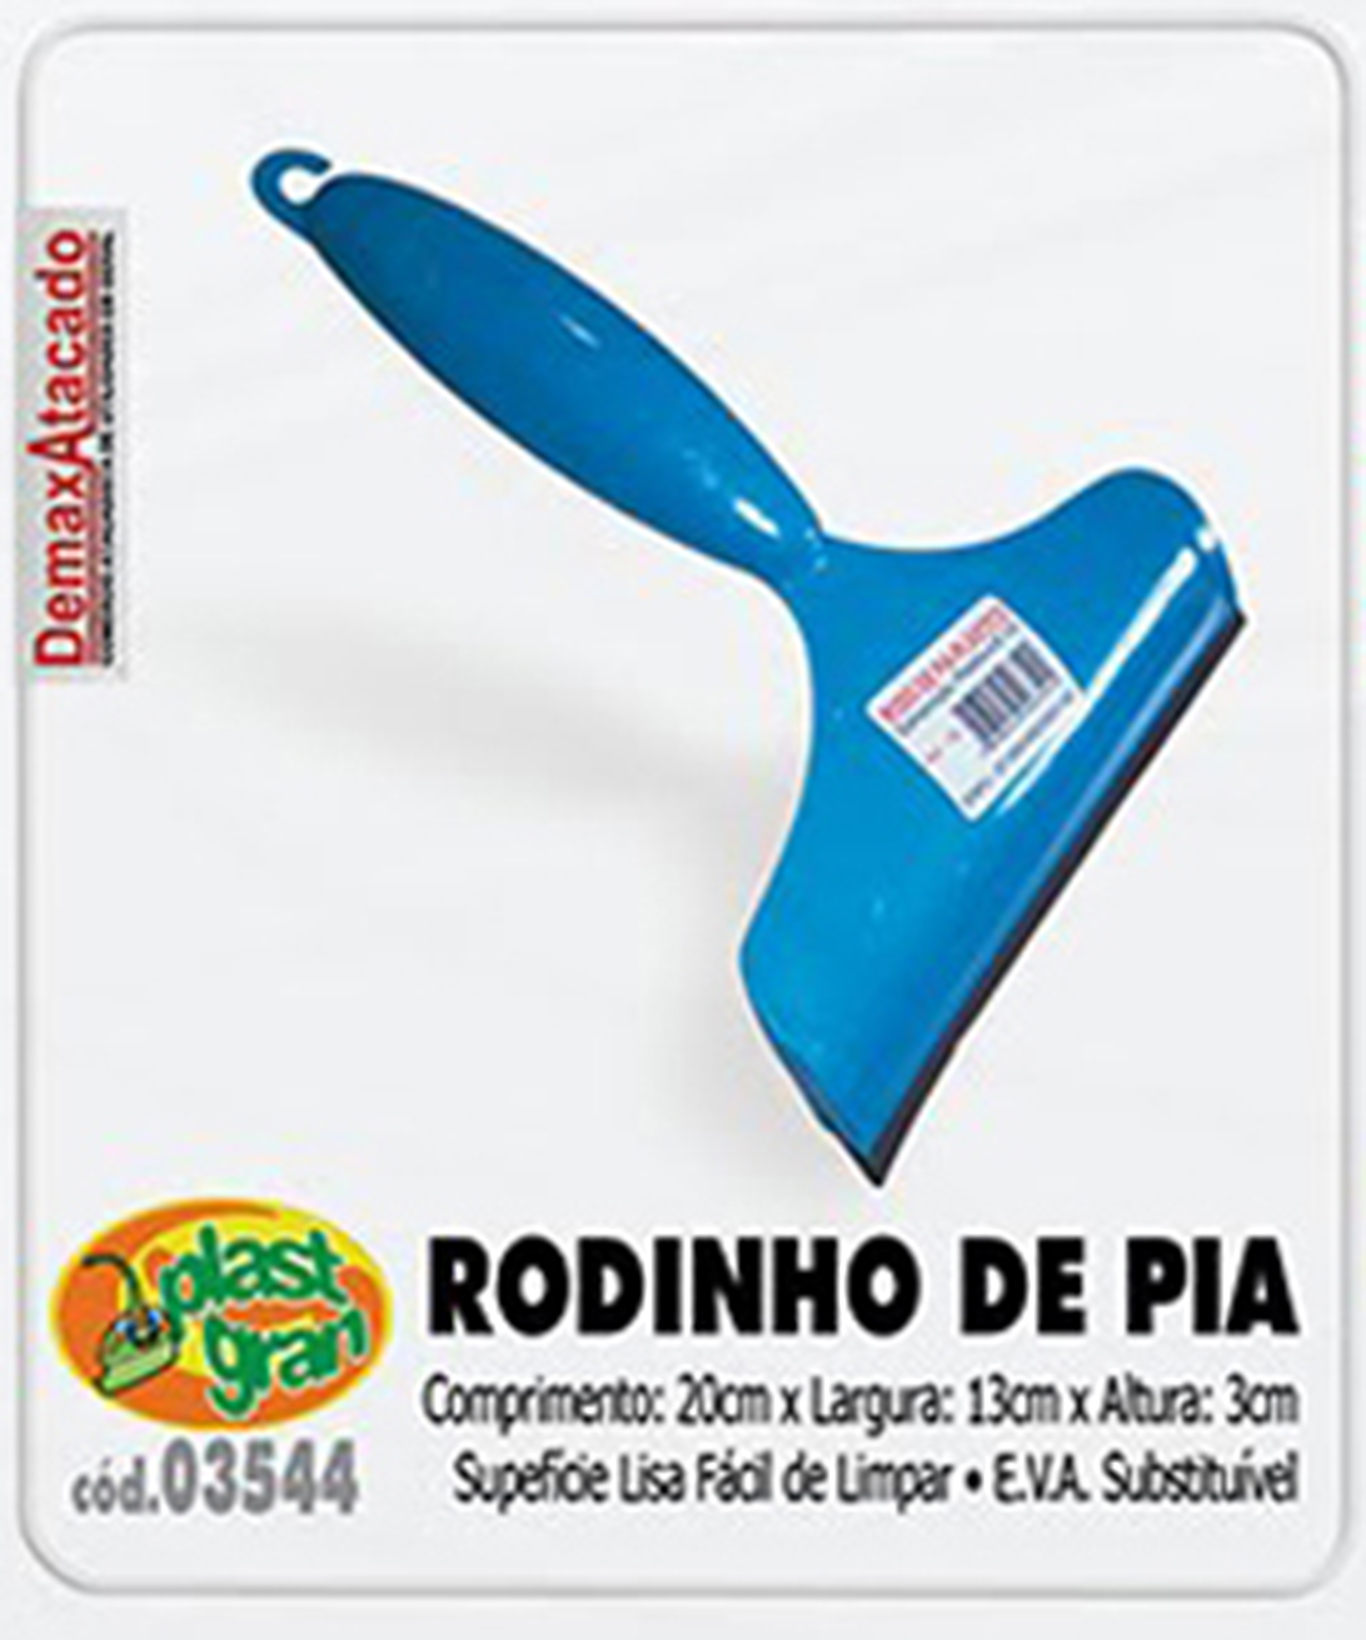 DemaxAtacado
plast
gran
cód.03544
RODINHO DE PIA
Comprimento: 20cm x Largura: 13cm x Altura: 3cm
Supefície Lisa Fácil de Limpar • E.V.A. Substituível